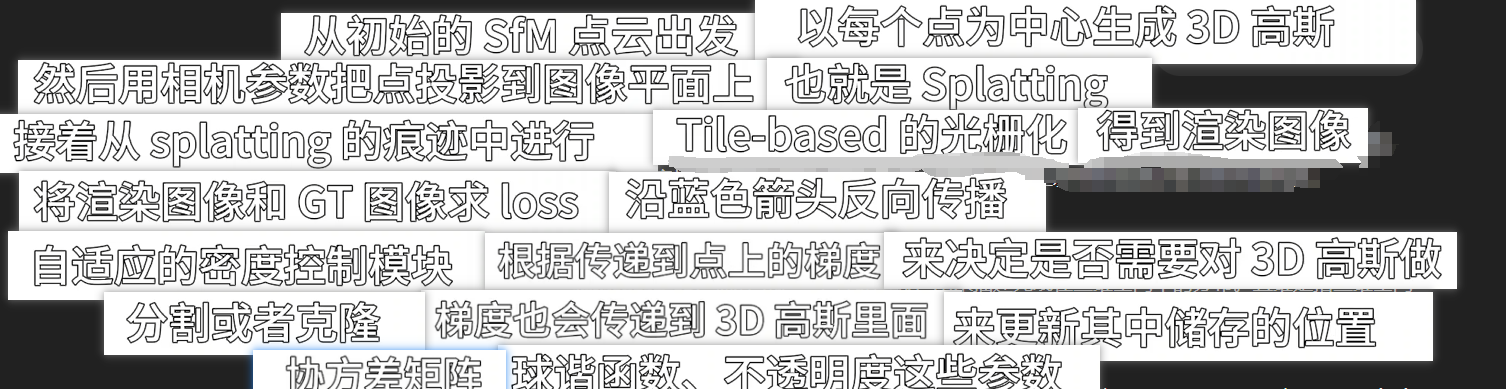 从初始的 SfM 点云出发 以每个点为中心生成 3D 高斯
然后用相机参数把点投影到图像平面上 也就是 Splatting
接着从 splatting 的痕迹中进行 Tile-based 的光栅化 得到渲染图像
将渲染图像和 GT 图像求 loss 沿蓝色箭头反向传播
自适应的密度控制模块 根据传递到点上的梯度 来决定是否需要对 3D 高斯做
分割或者克隆 梯度也会传递到 3D 高斯里面 来更新其中储存的位置
协方差矩阵 球谐函数、不透明度这些参数